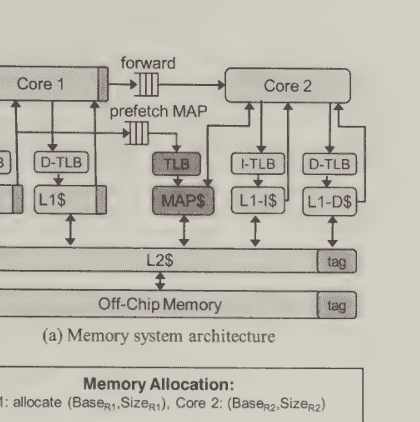 forward
Core 1
Core 2
prefetch MAP
D-TLB
TLB
I-TLB
D-TLB
L1$
MAP$
L1-I$
L1-D$
L2$
tag
Off-Chip Memory
tag
(a) Memory system architecture
Memory Allocation:
1: allocate (BaseR1,SizeR1), Core 2: (BaseR2,SizeR2)